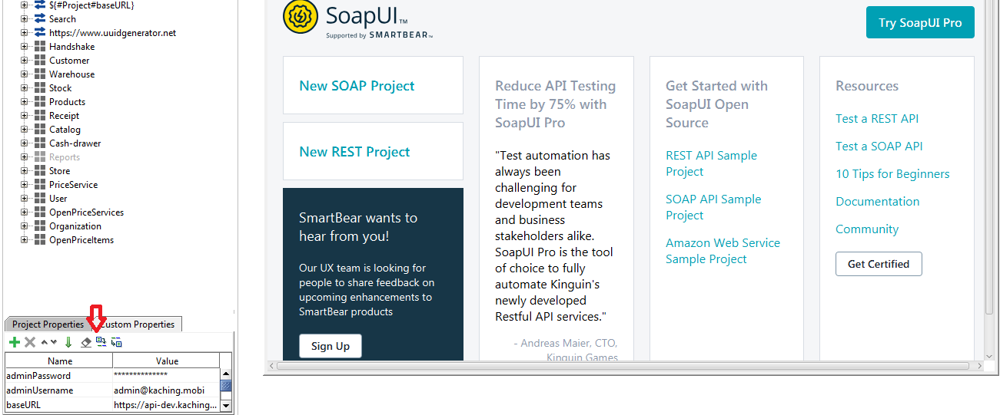 ${#Project#baseURL}
Search
https://www.uuidgenerator.net
Handshake
Customer
Warehouse
Stock
Products
Receipt
Catalog
Cash-drawer
Reports
Store
PriceService
User
OpenPriceServices
Organization
OpenPriceItems
Project Properties
Custom Properties
Name Value
adminPassword **************
adminUsername admin@kaching.mobi
baseURL https://api-dev.kaching...
SoapUI™
Supported by SMARTBEAR™
Try SoapUI Pro
New SOAP Project
New REST Project
SmartBear wants to
hear from you!
Our UX team is looking for
people to share feedback on
upcoming enhancements to
SmartBear products
Sign Up
Reduce API Testing
Time by 75% with
SoapUI Pro
"Test automation has
always been
challenging for
development teams
and business
stakeholders alike.
SoapUI Pro is the tool
of choice to fully
automate Kinguin's
newly developed
Restful API services."
- Andreas Maier, CTO,
Kinguin Games
Get Started with
SoapUI Open
Source
REST API Sample
Project
SOAP API Sample
Project
Amazon Web Service
Sample Project
Resources
Test a REST API
Test a SOAP API
10 Tips for Beginners
Documentation
Community
Get Certified